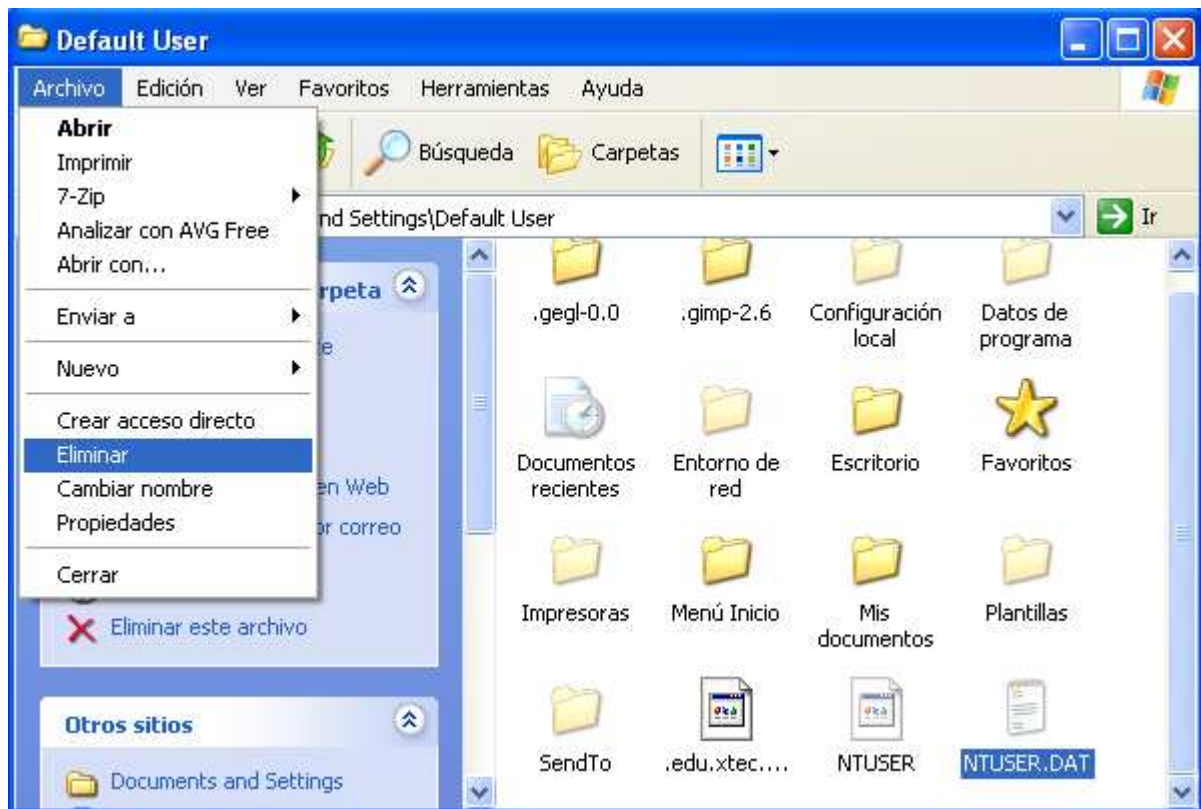 Default User
Archivo Edición Ver Favoritos Herramientas Ayuda
Abrir
Imprimir
7-Zip
Analizar con AVG Free
Abrir con...
Enviar a
Nuevo
Crear acceso directo
Eliminar
Cambiar nombre
Propiedades
Cerrar
Búsqueda Carpetas
nd Settings\Default User Ir
rpeta
e
en Web
or correo
Eliminar este archivo
Otros sitios
Documents and Settings
.gegl-0.0 .gimp-2.6 Configuración local Datos de programa
Documentos recientes Entorno de red Escritorio Favoritos
Impresoras Menú Inicio Mis documentos Plantillas
SendTo .edu.xtec.... NTUSER NTUSER.DAT